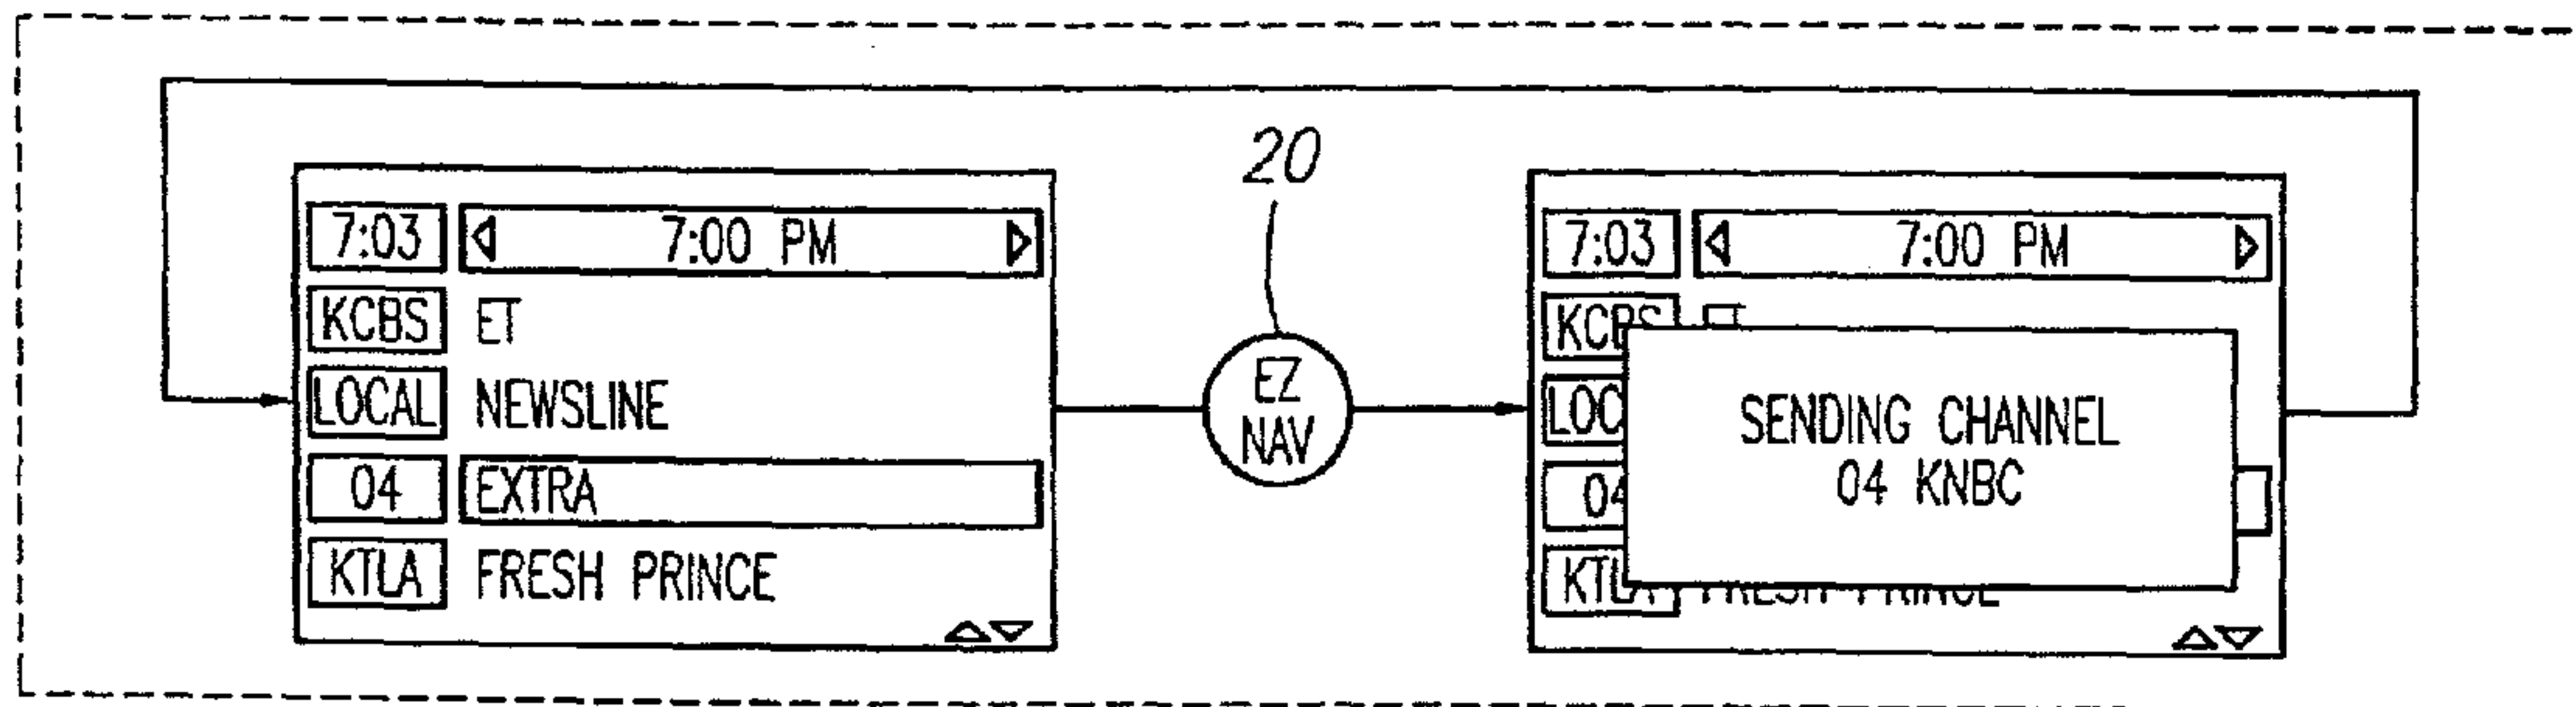 20
7:03 7:00 PM
KCBS ET
LOCAL NEWSLINE
04 EXTRA
KTLA FRESH PRINCE
EZ
NAV
7:03 7:00 PM
SENDING CHANNEL
04 KNBC